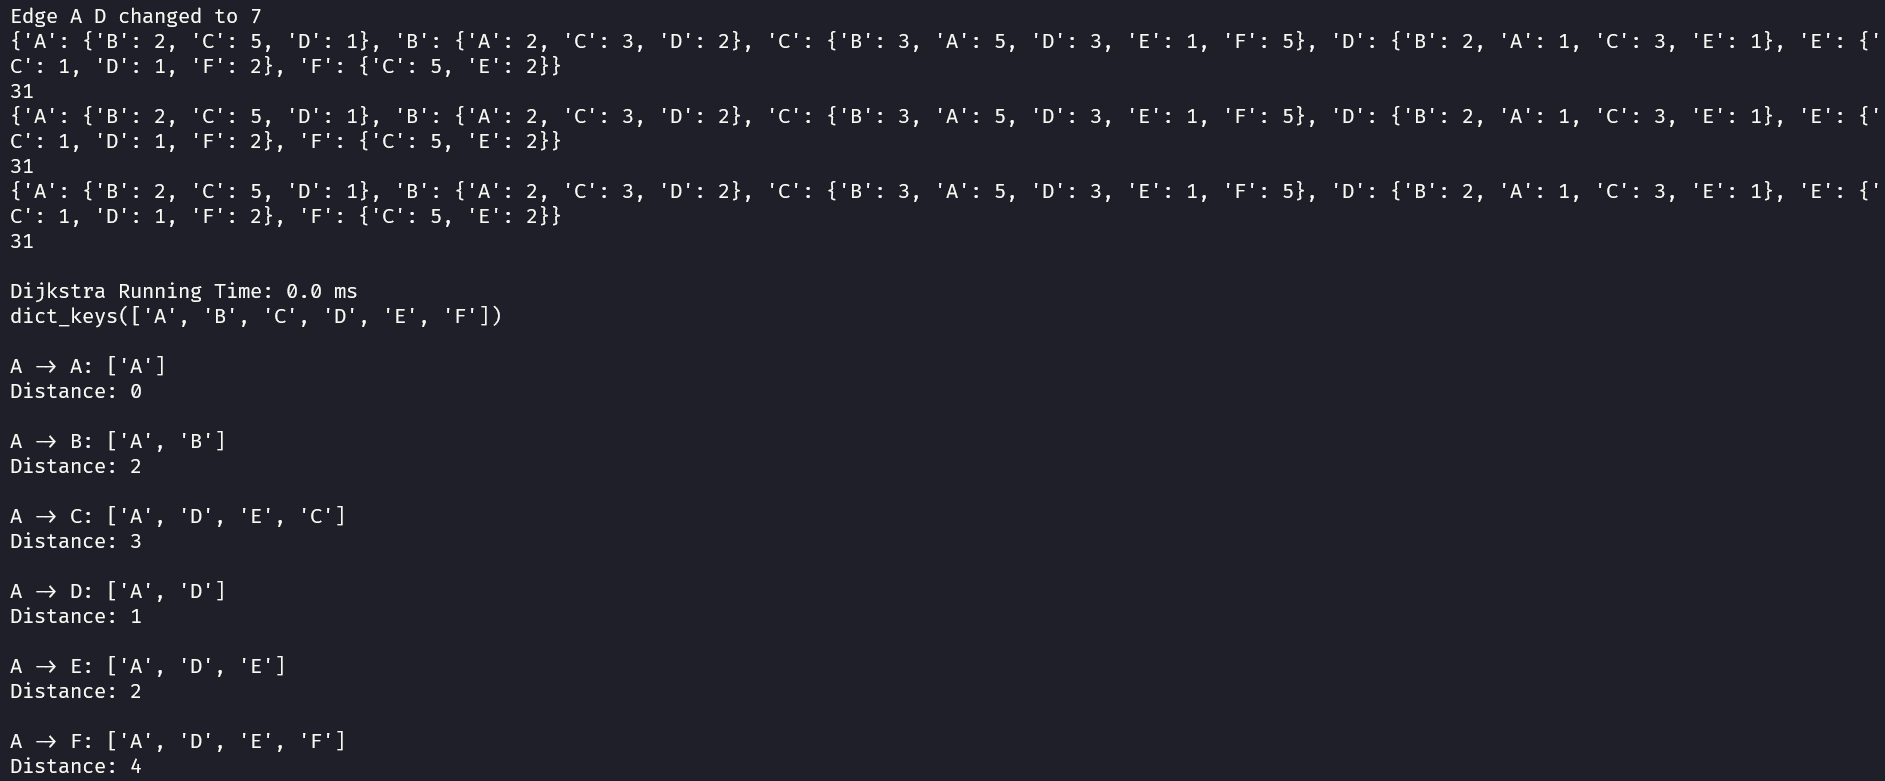 Edge A D changed to 7
{'A': {'B': 2, 'C': 5, 'D': 1}, 'B': {'A': 2, 'C': 3, 'D': 2}, 'C': {'B': 3, 'A': 5, 'D': 3, 'E': 1, 'F': 5}, 'D': {'B': 2, 'A': 1, 'C': 3, 'E': 1}, 'E': {'
C': 1, 'D': 1, 'F': 2}, 'F': {'C': 5, 'E': 2}}
31
{'A': {'B': 2, 'C': 5, 'D': 1}, 'B': {'A': 2, 'C': 3, 'D': 2}, 'C': {'B': 3, 'A': 5, 'D': 3, 'E': 1, 'F': 5}, 'D': {'B': 2, 'A': 1, 'C': 3, 'E': 1}, 'E': {'
C': 1, 'D': 1, 'F': 2}, 'F': {'C': 5, 'E': 2}}
31
{'A': {'B': 2, 'C': 5, 'D': 1}, 'B': {'A': 2, 'C': 3, 'D': 2}, 'C': {'B': 3, 'A': 5, 'D': 3, 'E': 1, 'F': 5}, 'D': {'B': 2, 'A': 1, 'C': 3, 'E': 1}, 'E': {'
C': 1, 'D': 1, 'F': 2}, 'F': {'C': 5, 'E': 2}}
31

Dijkstra Running Time: 0.0 ms
dict_keys(['A', 'B', 'C', 'D', 'E', 'F'])

A -> A: ['A']
Distance: 0

A -> B: ['A', 'B']
Distance: 2

A -> C: ['A', 'D', 'E', 'C']
Distance: 3

A -> D: ['A', 'D']
Distance: 1

A -> E: ['A', 'D', 'E']
Distance: 2

A -> F: ['A', 'D', 'E', 'F']
Distance: 4